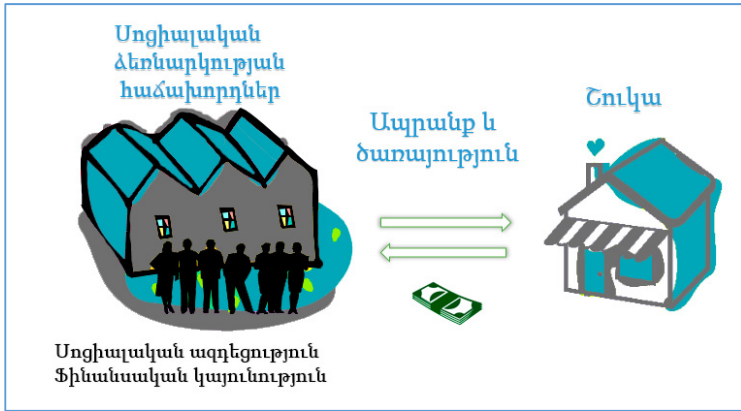 Սոցիալական
ձեռնարկության
հաճախորդներ
Ապրանք և
ծառայություն
Շուկա
Սոցիալական ազդեցություն
Ֆինանսական կայունություն